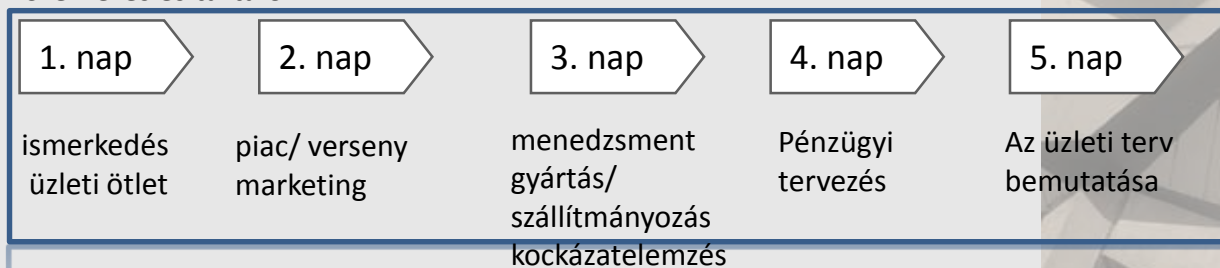 1. nap
2. nap
3. nap
4. nap
5. nap
ismerkedés
üzleti ötlet
piac/ verseny
marketing
menedzsment
gyártás/
szállítmányozás
kockázatelemzés
Pénzügyi
tervezés
Az üzleti terv
bemutatása